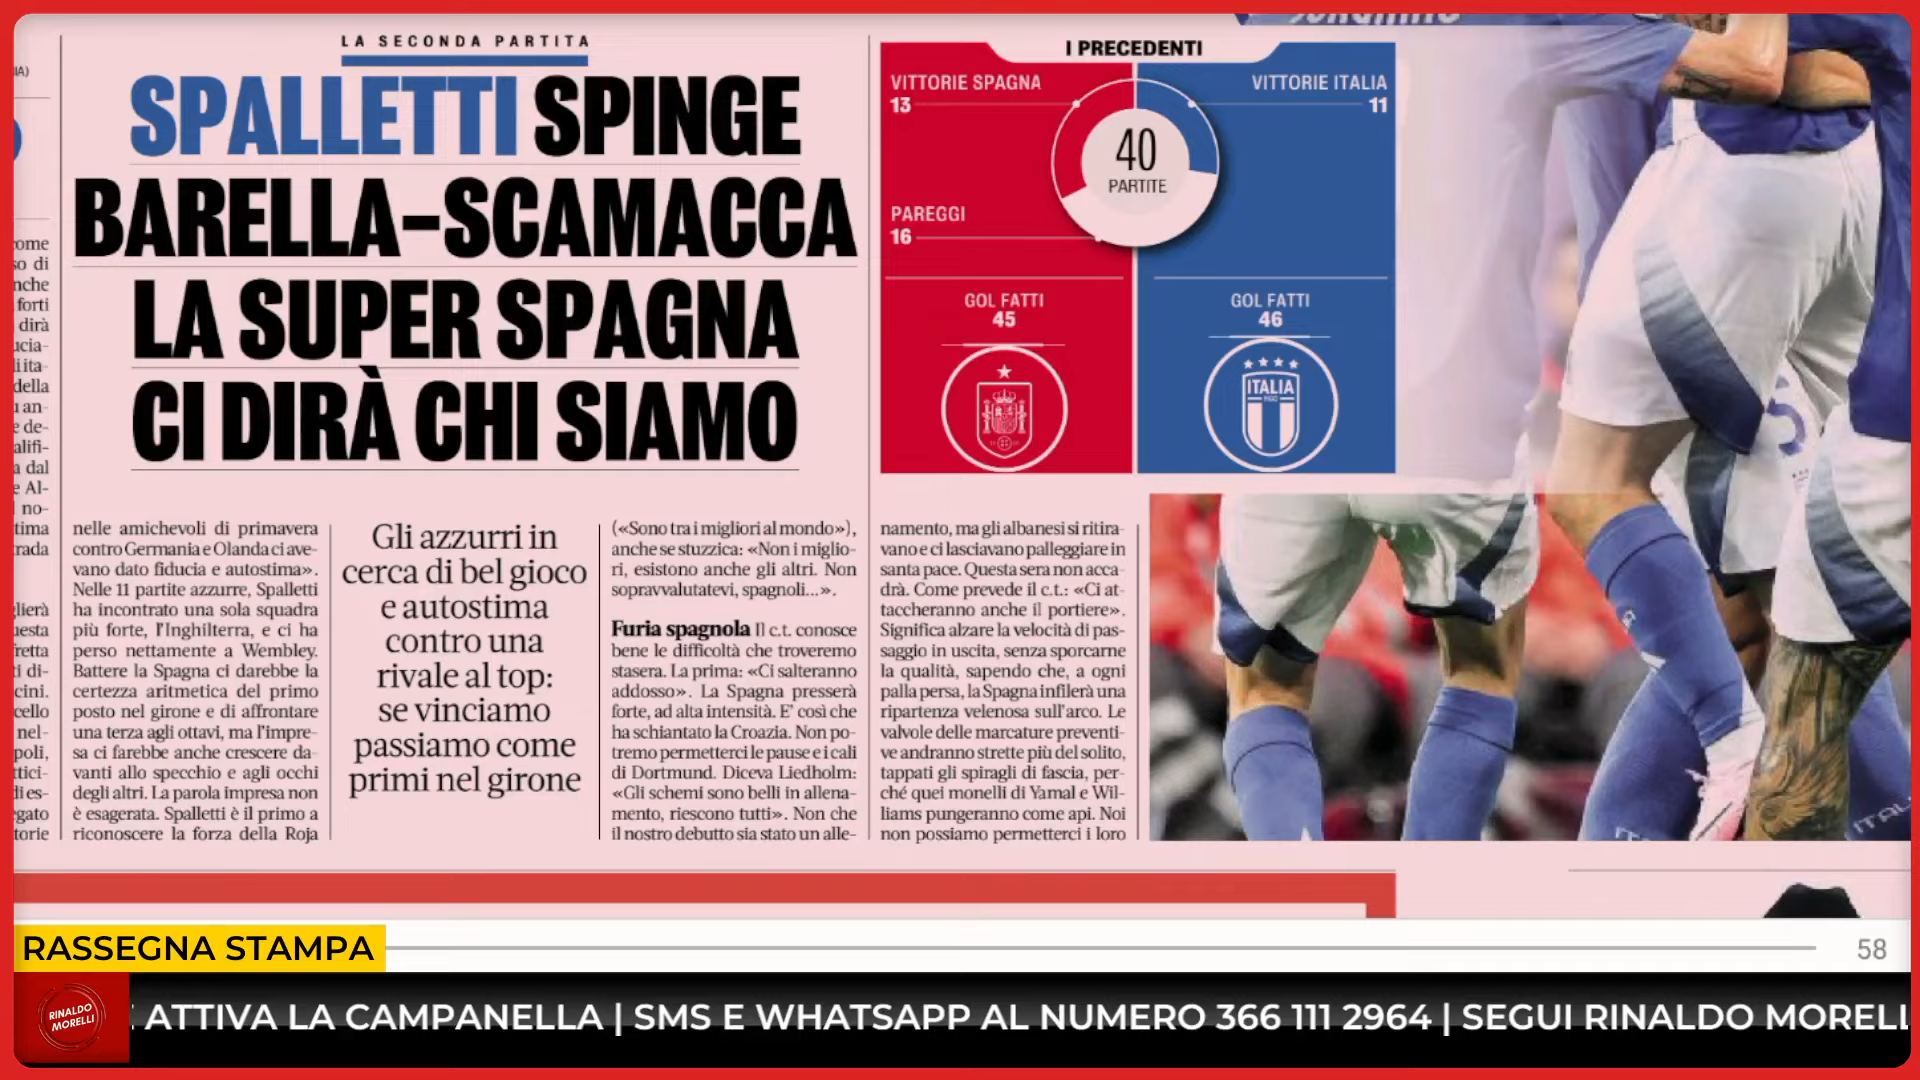 LA SECONDA PARTITA
SPALLETTI SPINGE
BARELLA-SCAMACCA
LA SUPER SPAGNA
CI DIRÀ CHI SIAMO
nelle amichevoli di primavera
contro Germania e Olanda ci ave-
vano dato fiducia e autostima».
Nelle 11 partite azzurre, Spalletti
ha incontrato una sola squadra
più forte, l'Inghilterra, e ci ha
perso nettamente a Wembley.
Battere la Spagna ci darebbe la
certezza aritmetica del primo
posto nel girone e di affrontare
una terza agli ottavi, ma l'impre-
sa ci farebbe anche crescere da-
vanti allo specchio e agli occhi
degli altri. La parola impresa non
è esagerata. Spalletti è il primo a
riconoscere la forza della Roja
Gli azzurri in
cerca di bel gioco
e autostima
contro una
rivale al top:
se vinciamo
passiamo come
primi nel girone
(«Sono tra i migliori al mondo»),
anche se stuzzica: «Non i miglio-
ri, esistono anche gli altri. Non
sopravvalutatevi, spagnoli...».
Furia spagnola Il c.t. conosce
bene le difficoltà che troveremo
stasera. La prima: «Ci salteranno
addosso». La Spagna presserà
forte, ad alta intensità. E' così che
ha schiantato la Croazia. Non po-
tremo permetterci le pause e i cali
di Dortmund. Diceva Liedholm:
«Gli schemi sono belli in allena-
mento, riescono tutti». Non che
il nostro debutto sia stato un alle-
namento, ma gli albanesi si ritira-
vano e ci lasciavano palleggiare in
santa pace. Questa sera non acca-
drà. Come prevede il c.t.: «Ci at-
taccheranno anche il portiere».
Significa alzare la velocità di pas-
saggio in uscita, senza sporcarne
la qualità, sapendo che, a ogni
palla persa, la Spagna infilerà una
ripartenza velenosa sull'arco. Le
valvole delle marcature preventi-
ve andranno strette più del solito,
tappati gli spiragli di fascia, per-
ché quei monelli di Yamal e Wil-
liams pungeranno come api. Noi
non possiamo permetterci i loro
I PRECEDENTI
VITTORIE SPAGNA
13
VITTORIE ITALIA
11
40
PARTITE
PAREGGI
16
GOL FATTI
45
GOL FATTI
46
ITALIA
RASSEGNA STAMPA
58
RINALDO
MORELLI
E ATTIVA LA CAMPANELLA | SMS E WHATSAPP AL NUMERO 366 111 2964 | SEGUI RINALDO MORELL